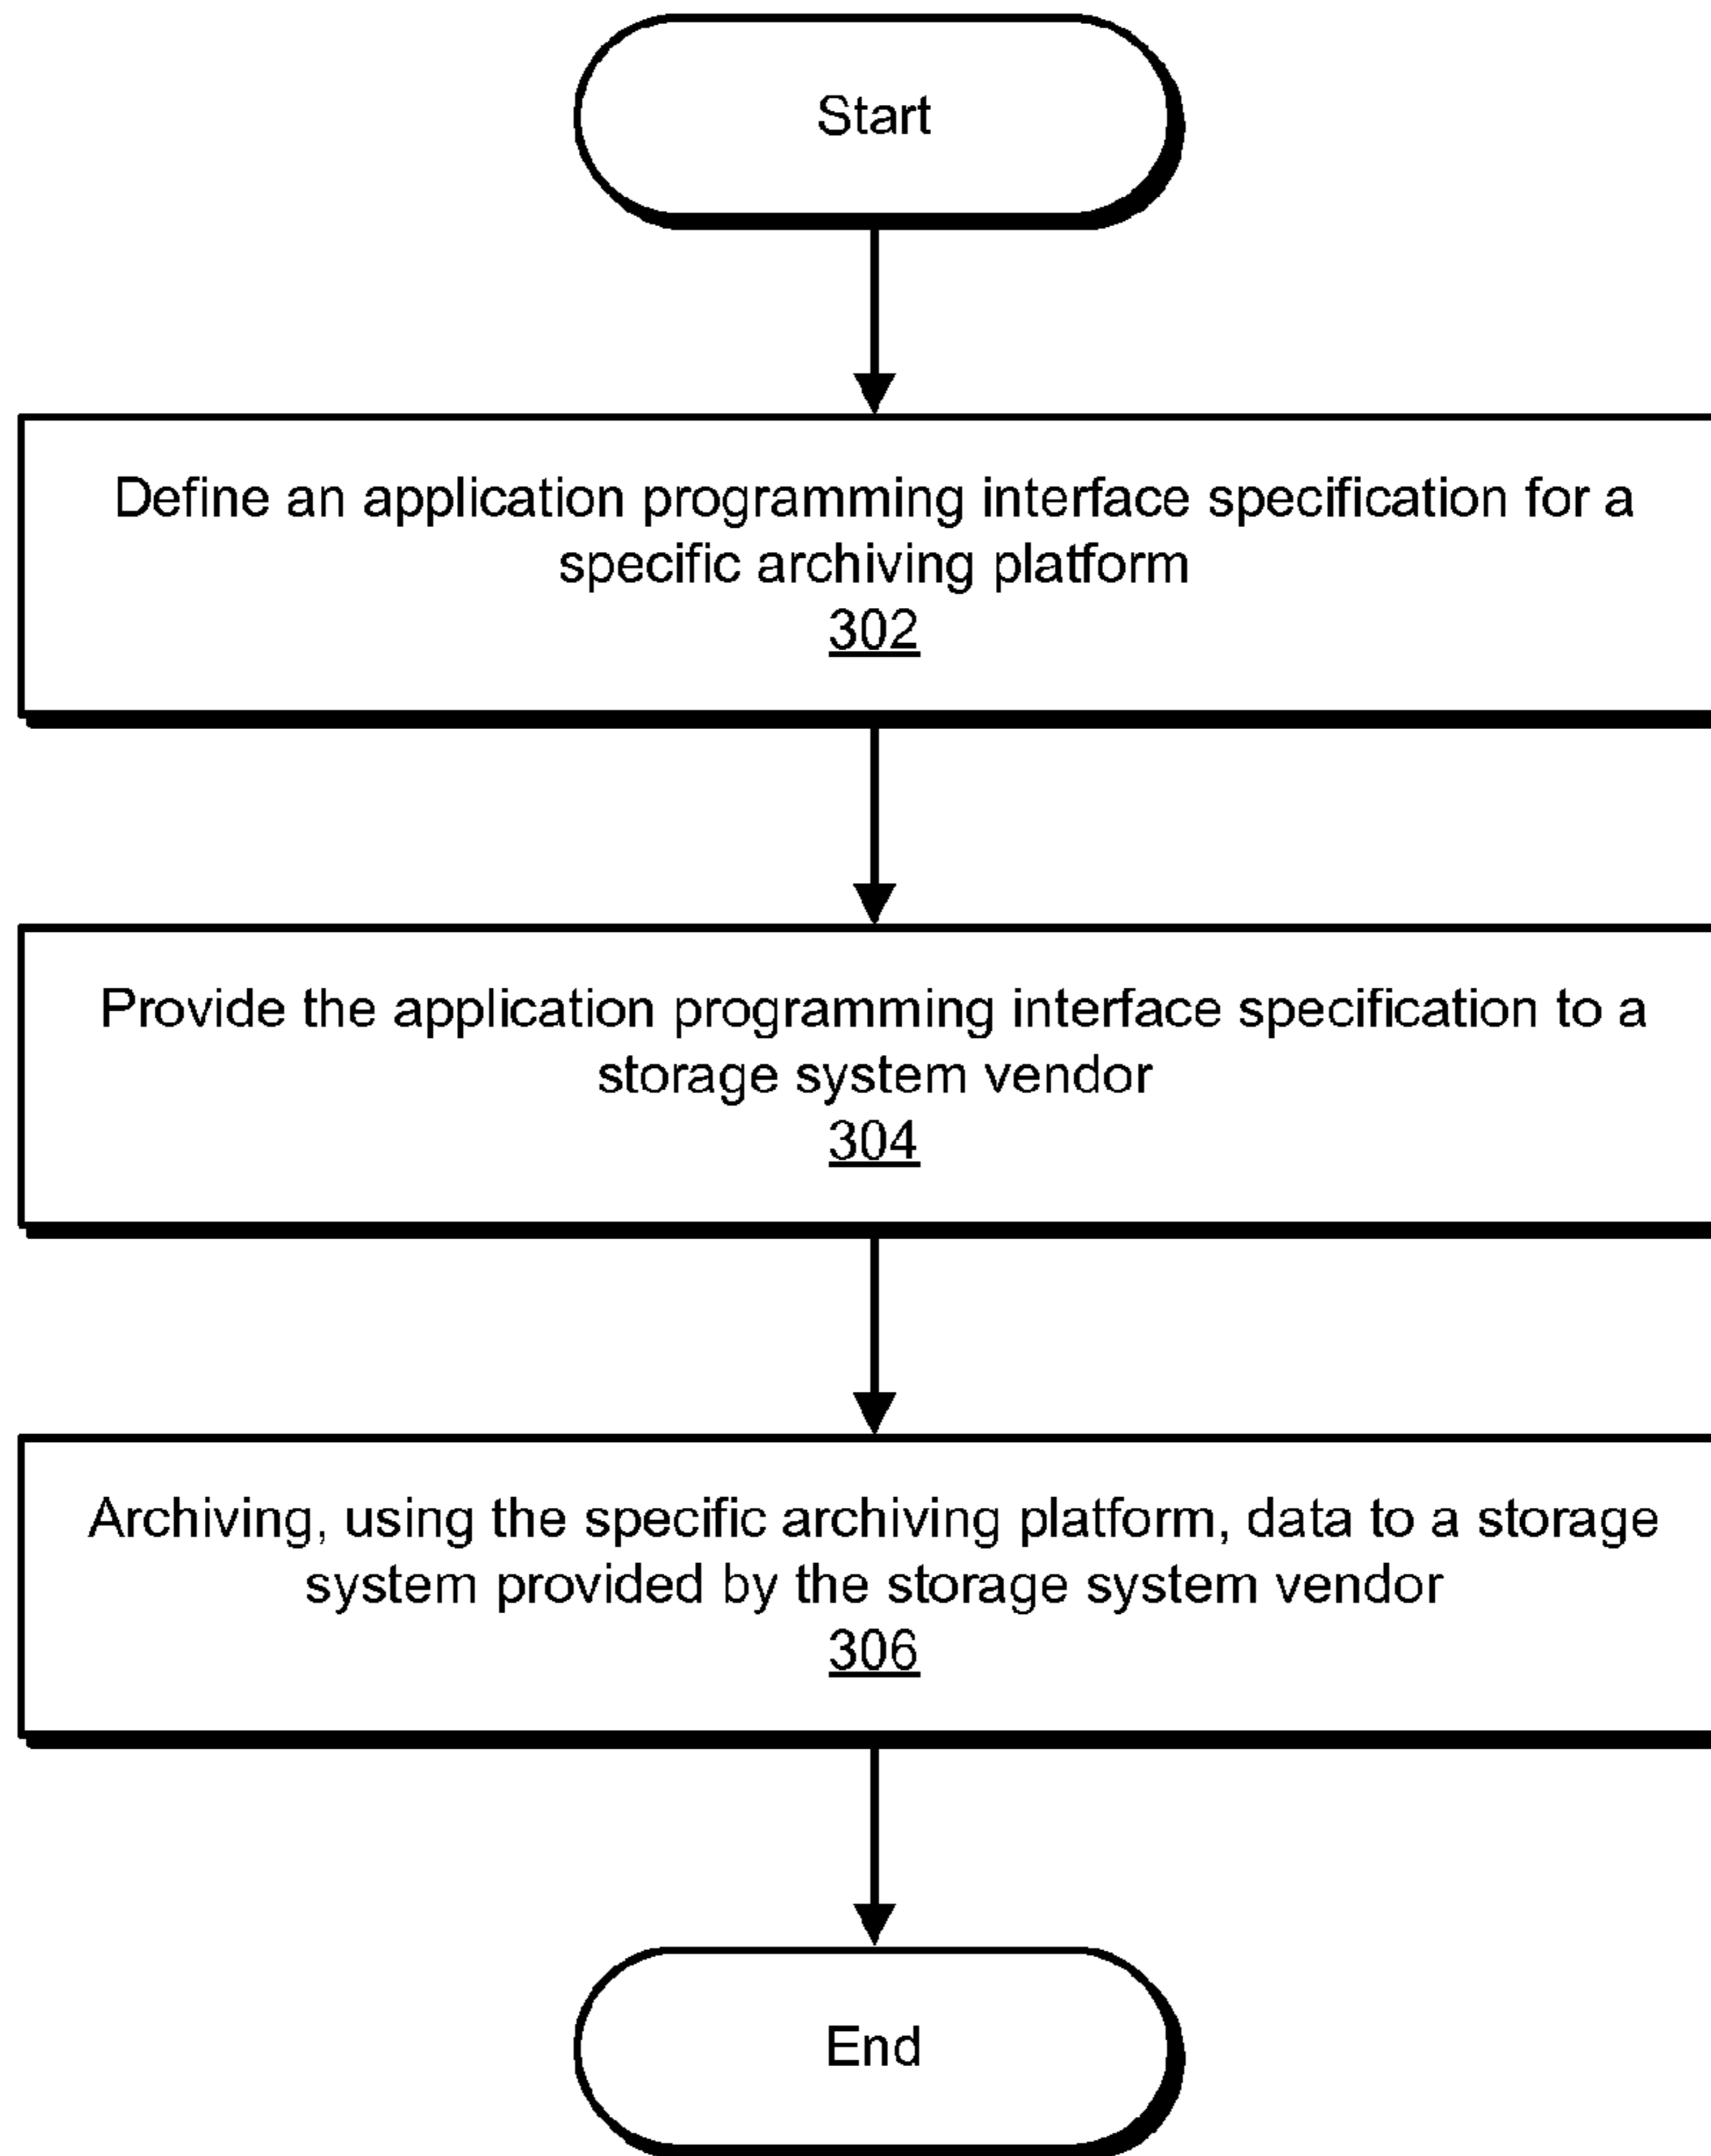 Start
Define an application programming interface specification for a
specific archiving platform
302
Provide the application programming interface specification to a
storage system vendor
304
Archiving, using the specific archiving platform, data to a storage
system provided by the storage system vendor
306
End